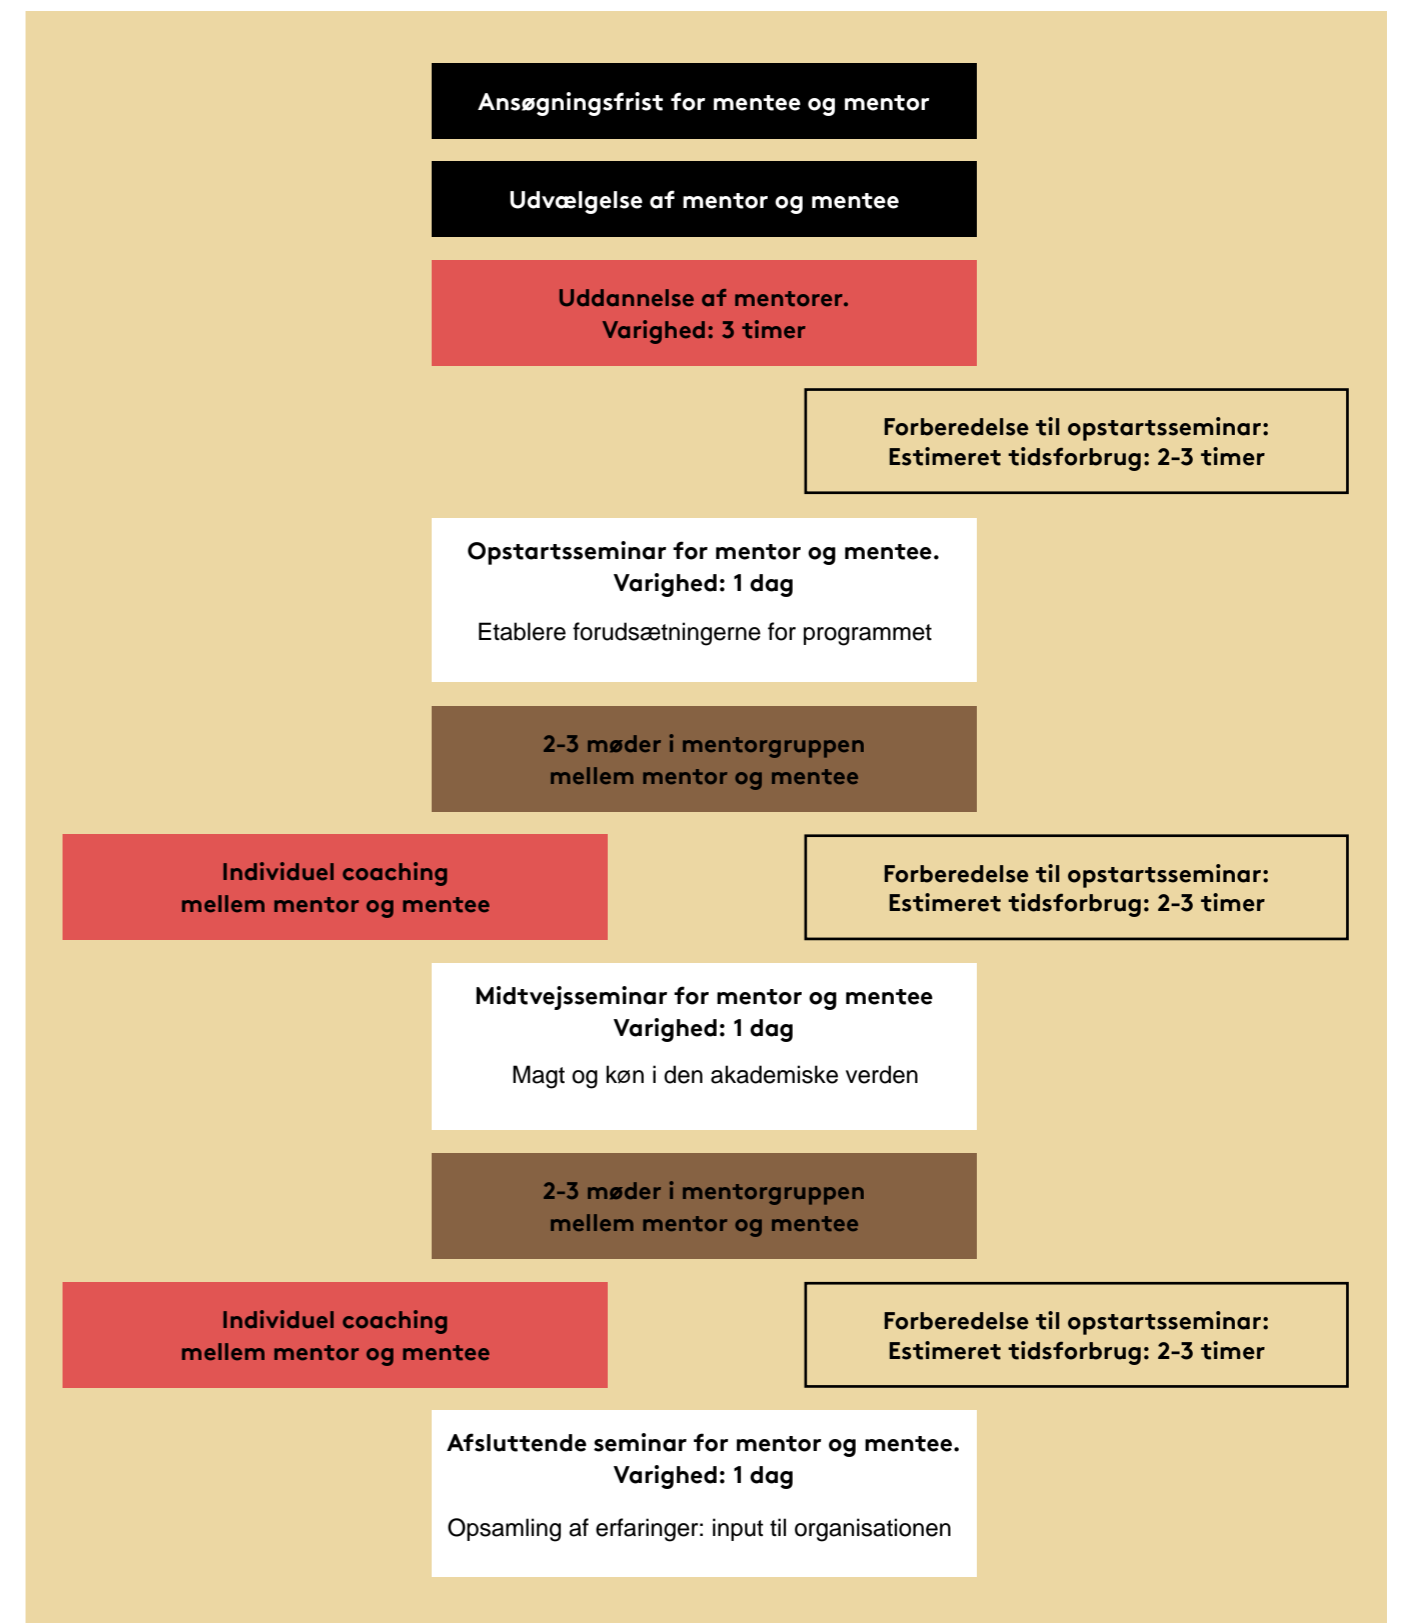 Ansøgningsfrist for mentee og mentor
Udvælgelse af mentor og mentee
Uddannelse af mentorer.
Varighed: 3 timer
Forberedelse til opstartsseminar:
Estimeret tidsforbrug: 2-3 timer
Opstartsseminar for mentor og mentee.
Varighed: 1 dag
Etablere forudsætningerne for programmet
2-3 møder i mentorgruppen
mellem mentor og mentee
Individuel coaching
mellem mentor og mentee
Forberedelse til opstartsseminar:
Estimeret tidsforbrug: 2-3 timer
Midtvejsseminar for mentor og mentee
Varighed: 1 dag
Magt og køn i den akademiske verden
2-3 møder i mentorgruppen
mellem mentor og mentee
Individuel coaching
mellem mentor og mentee
Forberedelse til opstartsseminar:
Estimeret tidsforbrug: 2-3 timer
Afsluttende seminar for mentor og mentee.
Varighed: 1 dag
Opsamling af erfaringer: input til organisationen